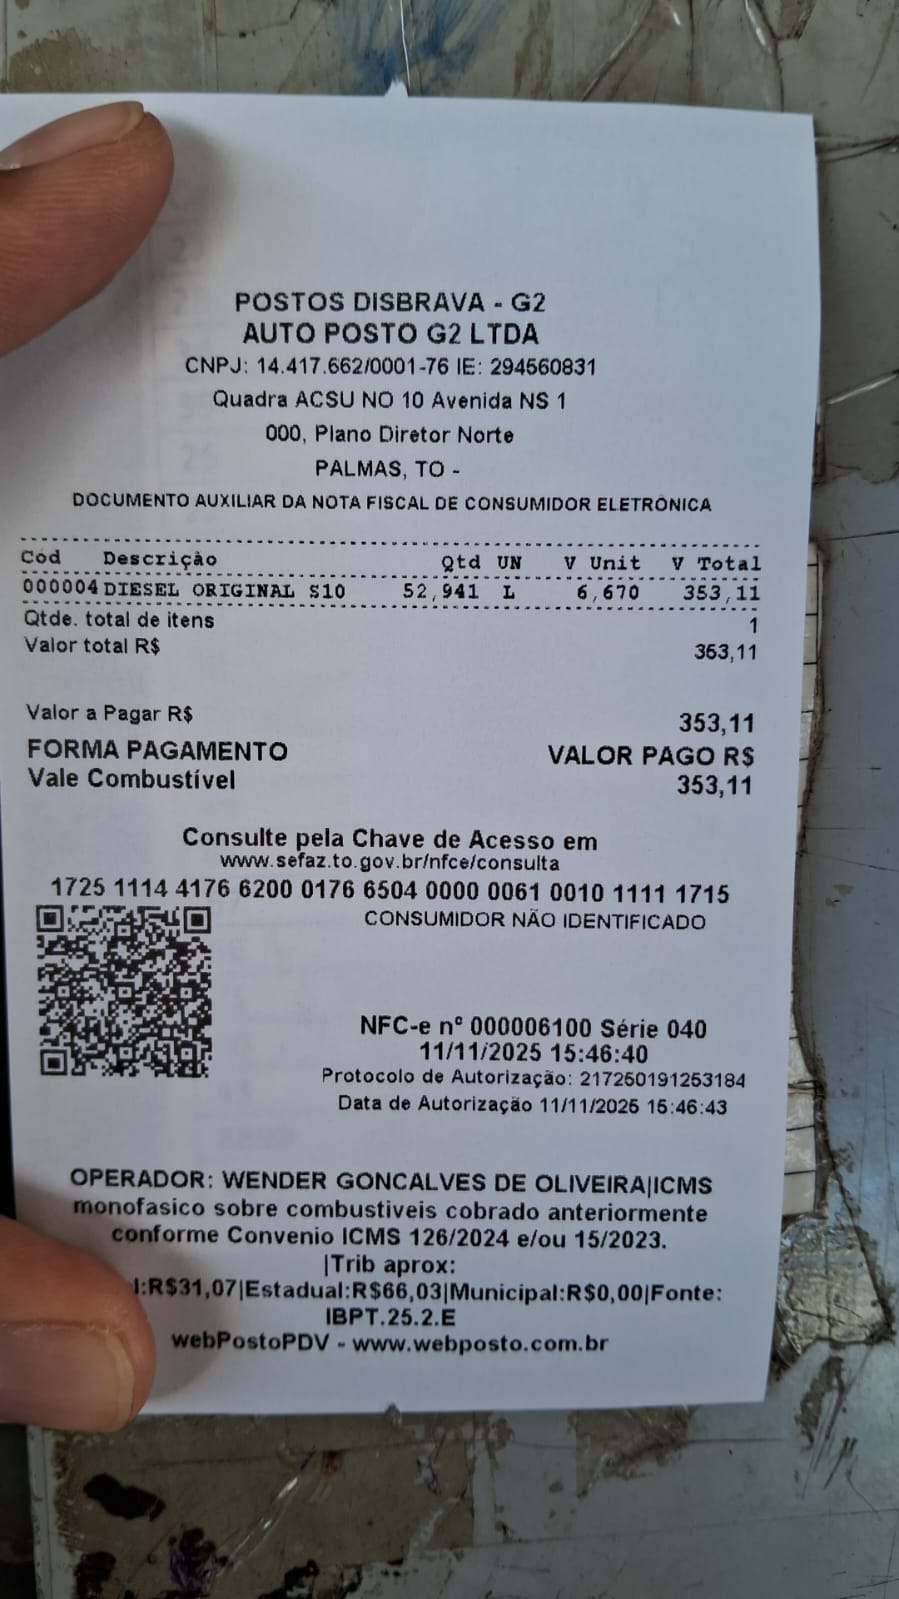 POSTOS DISBRAVA - G2
AUTO POSTO G2 LTDA
CNPJ: 14.417.662/0001-76 IE: 294560831
Quadra ACSU NO 10 Avenida NS 1
000, Plano Diretor Norte
PALMAS, TO -
DOCUMENTO AUXILIAR DA NOTA FISCAL DE CONSUMIDOR ELETRONICA
Cód Descrição Qtd UN V Unit V Total
000004 DIESEL ORIGINAL S10 52,941 L 6,670 353,11
Qtde. total de itens 1
Valor total R$ 353,11
Valor a Pagar R$ 353,11
FORMA PAGAMENTO VALOR PAGO R$
Vale Combustível 353,11
Consulte pela Chave de Acesso em
www.sefaz.to.gov.br/nfce/consulta
1725 1114 4176 6200 0176 6504 0000 0061 0010 1111 1715
CONSUMIDOR NÃO IDENTIFICADO
NFC-e nº 000006100 Série 040
11/11/2025 15:46:40
Protocolo de Autorização: 217250191253184
Data de Autorização 11/11/2025 15:46:43
OPERADOR: WENDER GONCALVES DE OLIVEIRA|ICMS
monofasico sobre combustiveis cobrado anteriormente
conforme Convenio ICMS 126/2024 e/ou 15/2023.
|Trib aprox:
l:R$31,07|Estadual:R$66,03|Municipal:R$0,00|Fonte:
IBPT.25.2.E
webPostoPDV - www.webposto.com.br